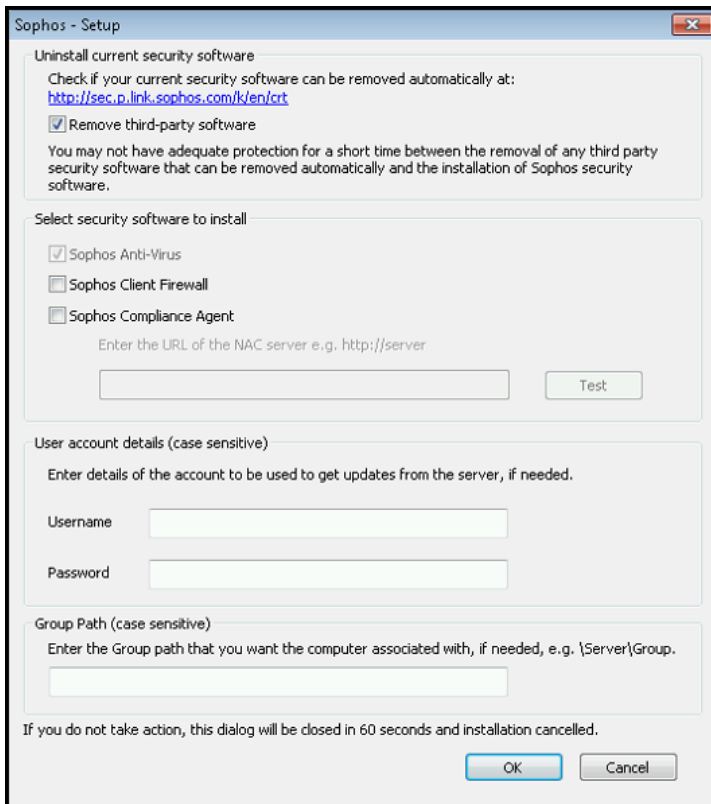 Sophos - Setup
Uninstall current security software
Check if your current security software can be removed automatically at:
http://sec.p.link.sophos.com/k/en/crt
Remove third-party software
You may not have adequate protection for a short time between the removal of any third party
security software that can be removed automatically and the installation of Sophos security
software.
Select security software to install
Sophos Anti-Virus
Sophos Client Firewall
Sophos Compliance Agent
Enter the URL of the NAC server e.g. http://server
Test
User account details (case sensitive)
Enter details of the account to be used to get updates from the server, if needed.
Username
Password
Group Path (case sensitive)
Enter the Group path that you want the computer associated with, if needed, e.g. \Server\Group.
If you do not take action, this dialog will be closed in 60 seconds and installation cancelled.
OK Cancel